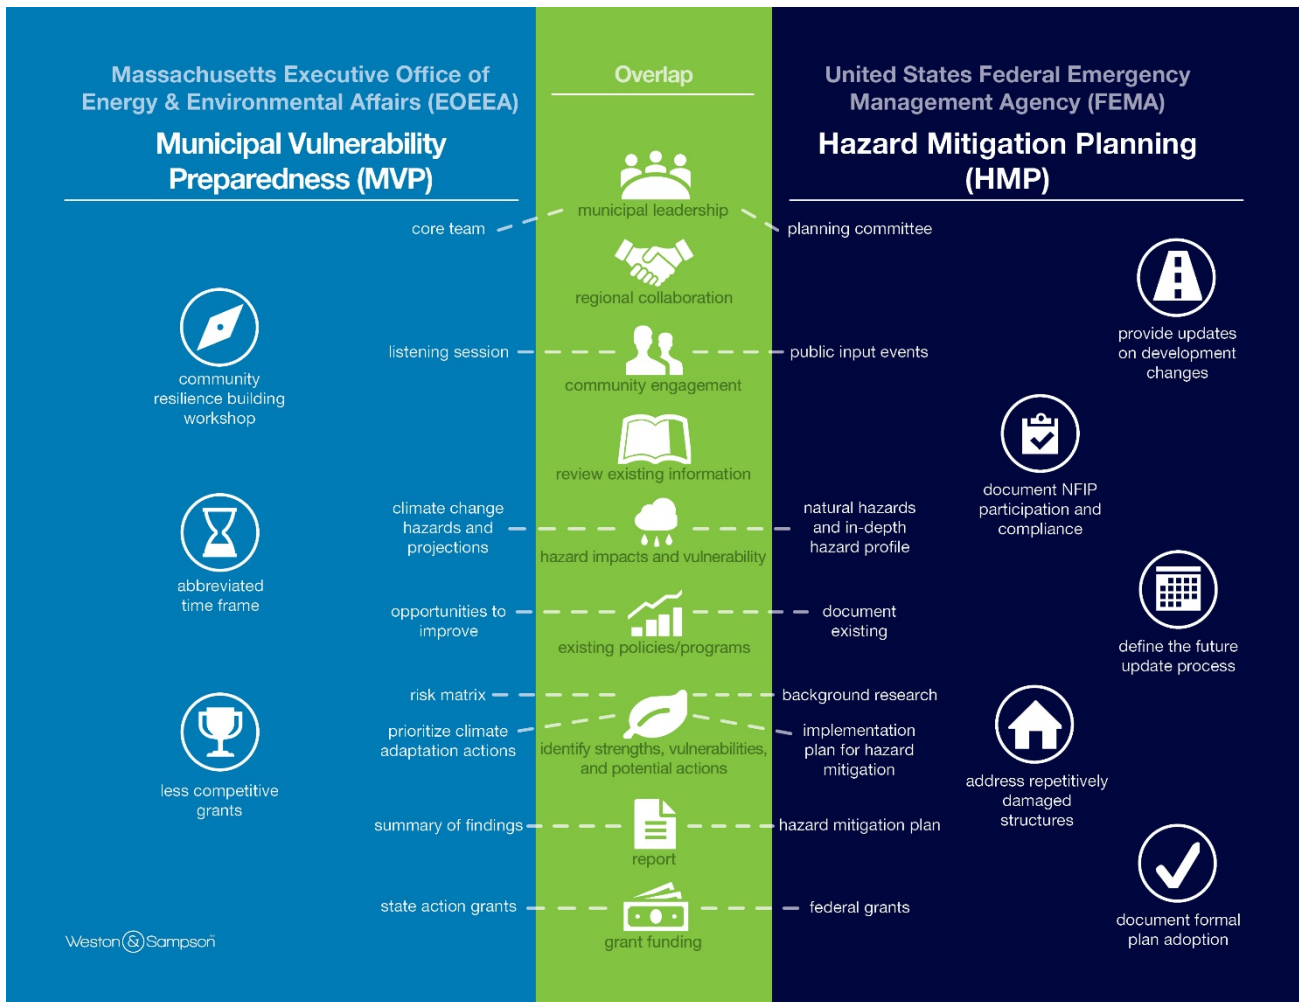 Massachusetts Executive Office of
Energy & Environmental Affairs (EOEEA)
Municipal Vulnerability
Preparedness (MVP)
Overlap
United States Federal Emergency
Management Agency (FEMA)
Hazard Mitigation Planning
(HMP)
core team
municipal leadership
planning committee
regional collaboration
community
resilience building
workshop
listening session
community engagement
public input events
provide updates
on development
changes
review existing information
document NFIP
participation and
compliance
abbreviated
time frame
climate change
hazards and
projections
hazard impacts and vulnerability
natural hazards
and in-depth
hazard profile
opportunities to
improve
existing policies/programs
document
existing
define the future
update process
less competitive
grants
risk matrix
prioritize climate
adaptation actions
identify strengths, vulnerabilities,
and potential actions
background research
implementation
plan for hazard
mitigation
address repetitively
damaged
structures
summary of findings
report
hazard mitigation plan
state action grants
grant funding
federal grants
document formal
plan adoption
Weston & Sampson